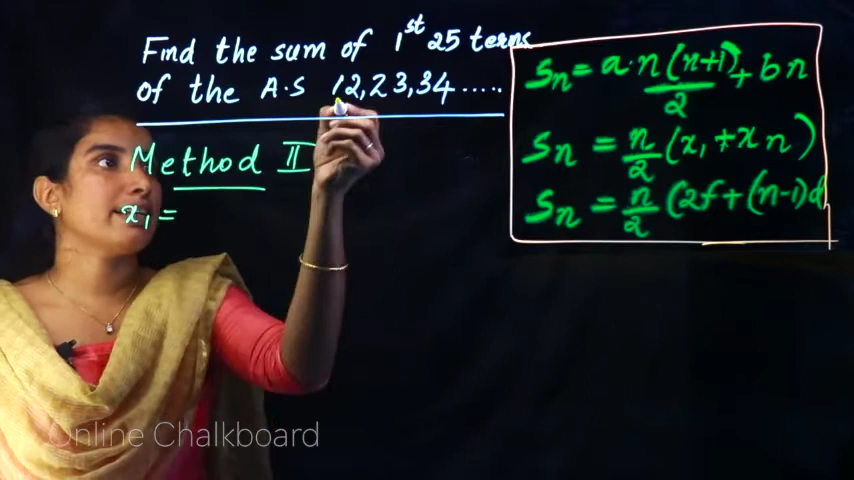 Find the sum of 1st 25 terms
of the A.S 12,23,34 .....
Method II
x₁ =
Sn = a·n(n+1)/2 + bn
Sn = n/2 (x₁ + xn)
Sn = n/2 (2f + (n-1)d
Online Chalkboard